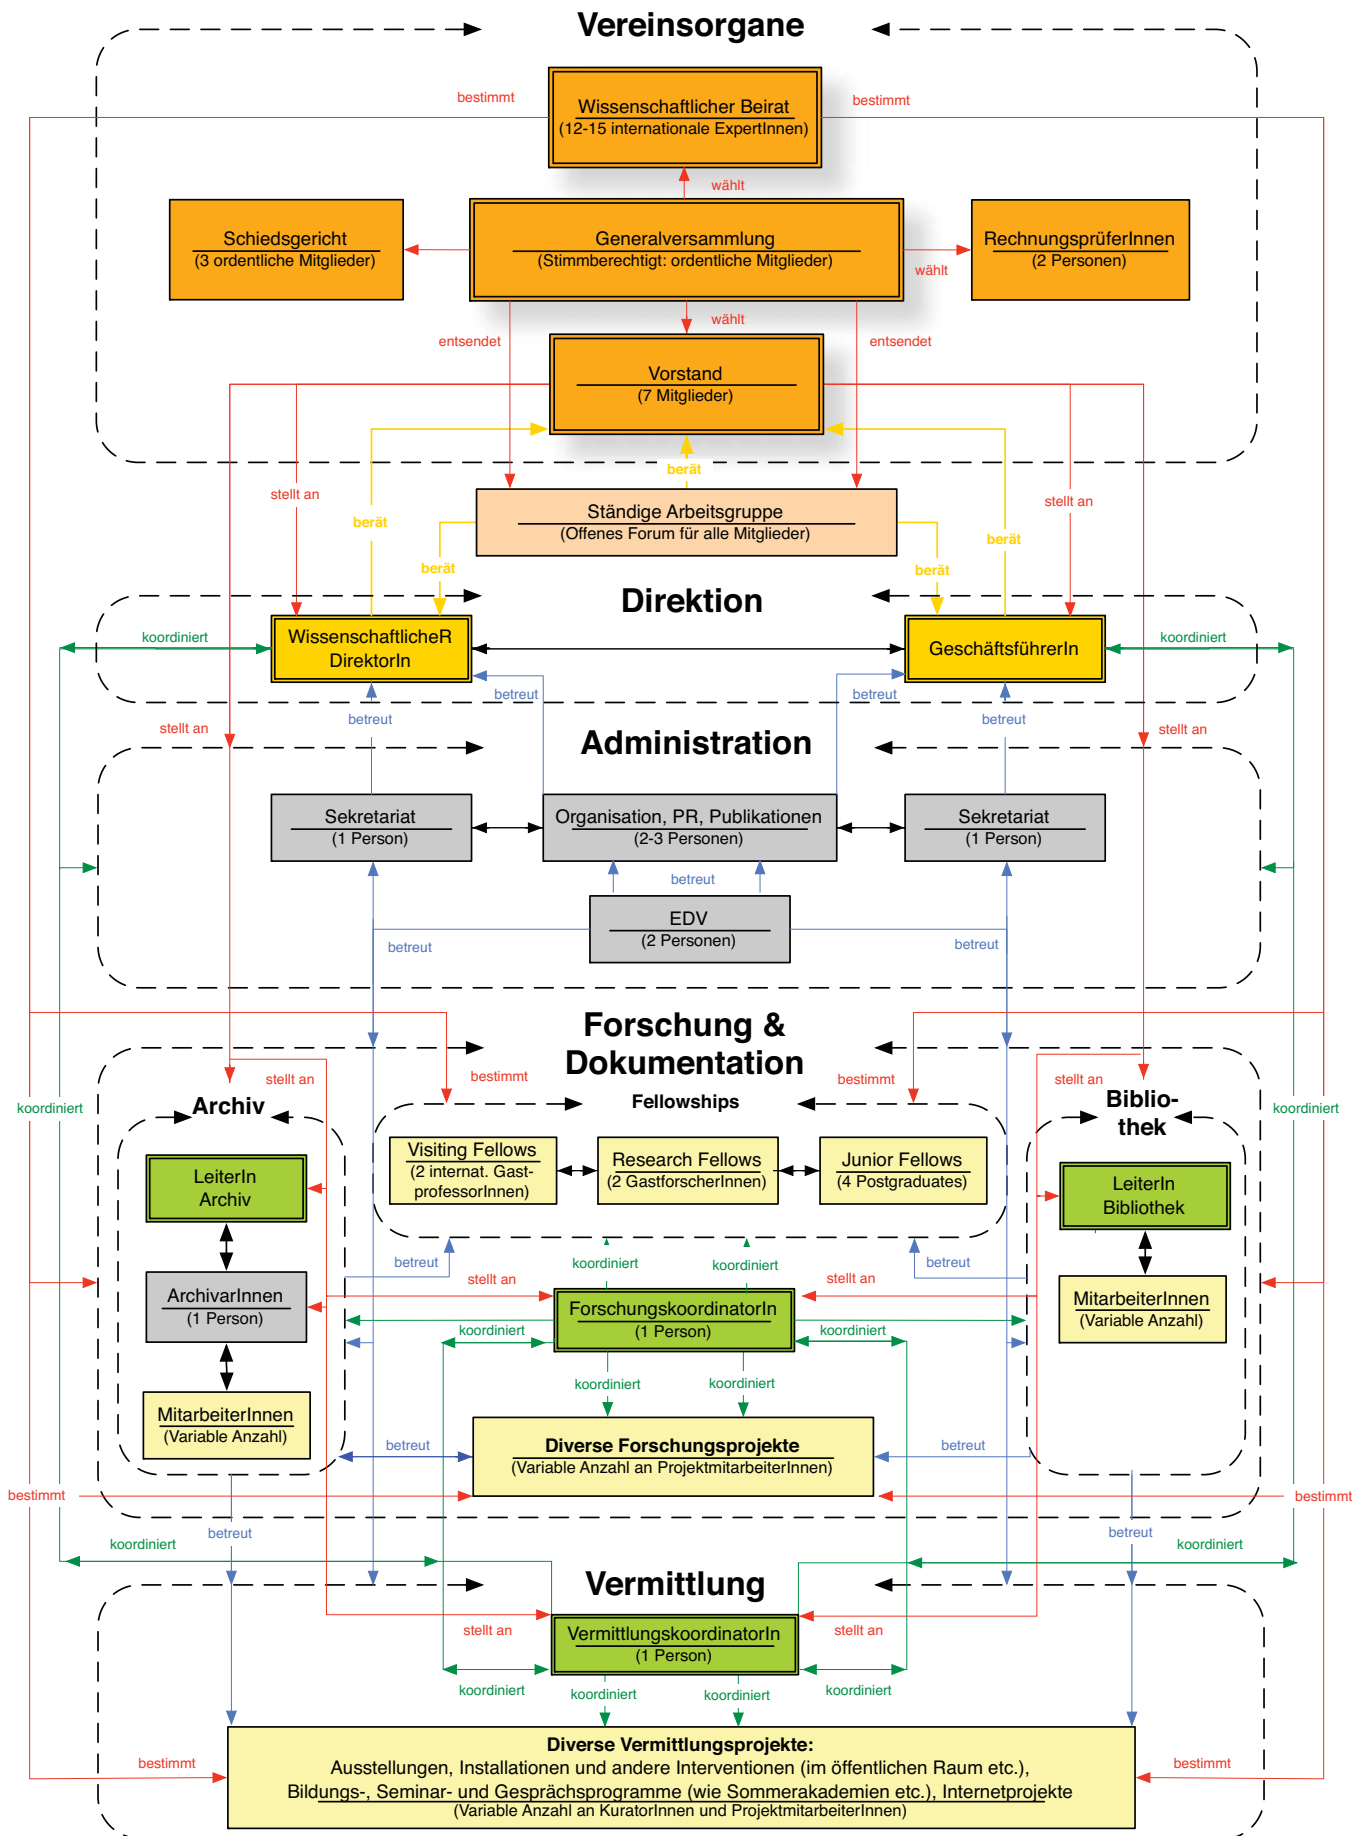 Vereinsorgane
bestimmt
bestimmt
Wissenschaftlicher Beirat
(12-15 internationale ExpertInnen)
wählt
Schiedsgericht
(3 ordentliche Mitglieder)
Generalversammlung
(Stimmberechtigt: ordentliche Mitglieder)
RechnungsprüferInnen
(2 Personen)
wählt
wählt
entsendet
entsendet
Vorstand
(7 Mitglieder)
berät
stellt an
stellt an
berät
berät
Ständige Arbeitsgruppe
(Offenes Forum für alle Mitglieder)
berät
berät
Direktion
koordiniert
WissenschaftlicheR
DirektorIn
GeschäftsführerIn
koordiniert
betreut
betreut
betreut
betreut
stellt an
stellt an
Administration
Sekretariat
(1 Person)
Organisation, PR, Publikationen
(2-3 Personen)
Sekretariat
(1 Person)
betreut
EDV
(2 Personen)
betreut
betreut
Forschung &
Dokumentation
stellt an
bestimmt
bestimmt
stellt an
koordiniert
koordiniert
Archiv
Fellowships
Biblio-
thek
Visiting Fellows
(2 internat. Gast-
professorInnen)
Research Fellows
(2 GastforscherInnen)
Junior Fellows
(4 Postgraduates)
LeiterIn
Archiv
LeiterIn
Bibliothek
betreut
koordiniert
koordiniert
betreut
stellt an
stellt an
ArchivarInnen
(1 Person)
ForschungskoordinatorIn
(1 Person)
MitarbeiterInnen
(Variable Anzahl)
koordiniert
koordiniert
koordiniert
koordiniert
MitarbeiterInnen
(Variable Anzahl)
betreut
Diverse Forschungsprojekte
(Variable Anzahl an ProjektmitarbeiterInnen)
betreut
bestimmt
bestimmt
betreut
betreut
koordiniert
koordiniert
Vermittlung
stellt an
VermittlungskoordinatorIn
(1 Person)
stellt an
koordiniert
koordiniert
koordiniert
koordiniert
bestimmt
bestimmt
Diverse Vermittlungsprojekte:
Ausstellungen, Installationen und andere Interventionen (im öffentlichen Raum etc.),
Bildungs-, Seminar- und Gesprächsprogramme (wie Sommerakademien etc.), Internetprojekte
(Variable Anzahl an KuratorInnen und ProjektmitarbeiterInnen)